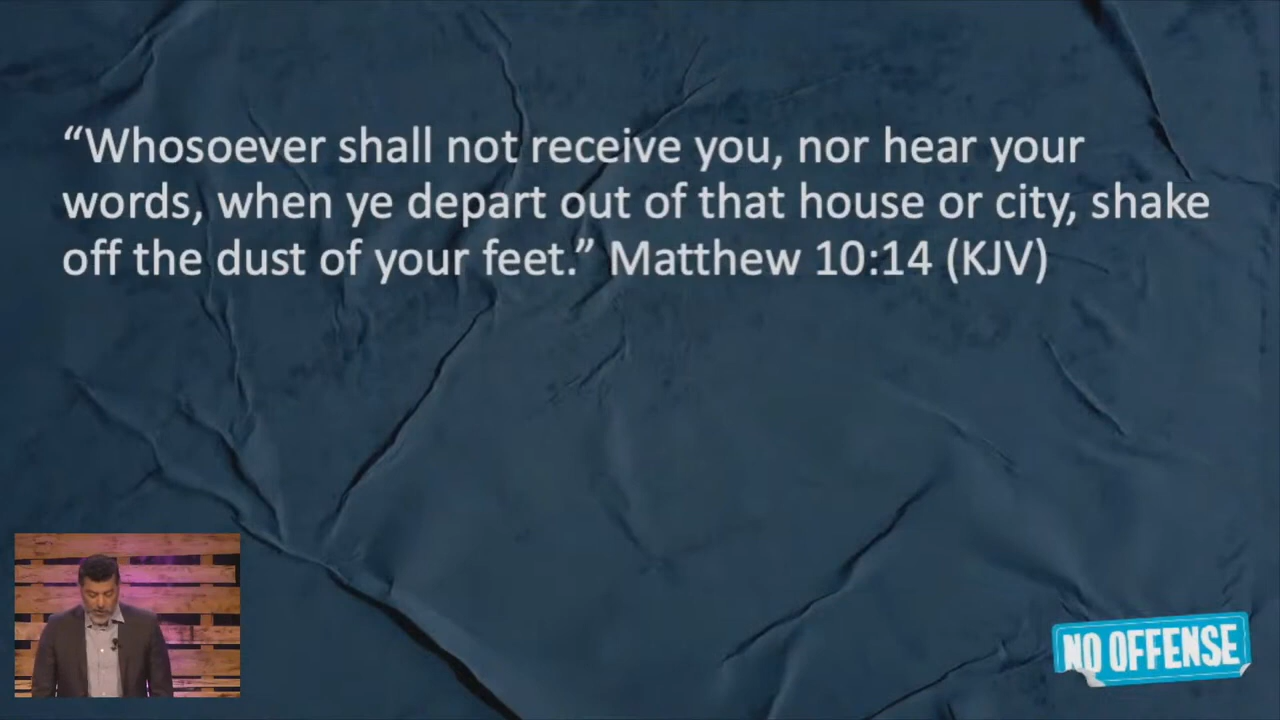 “Whosoever shall not receive you, nor hear your
words, when ye depart out of that house or city, shake
off the dust of your feet.” Matthew 10:14 (KJV)
NO OFFENSE